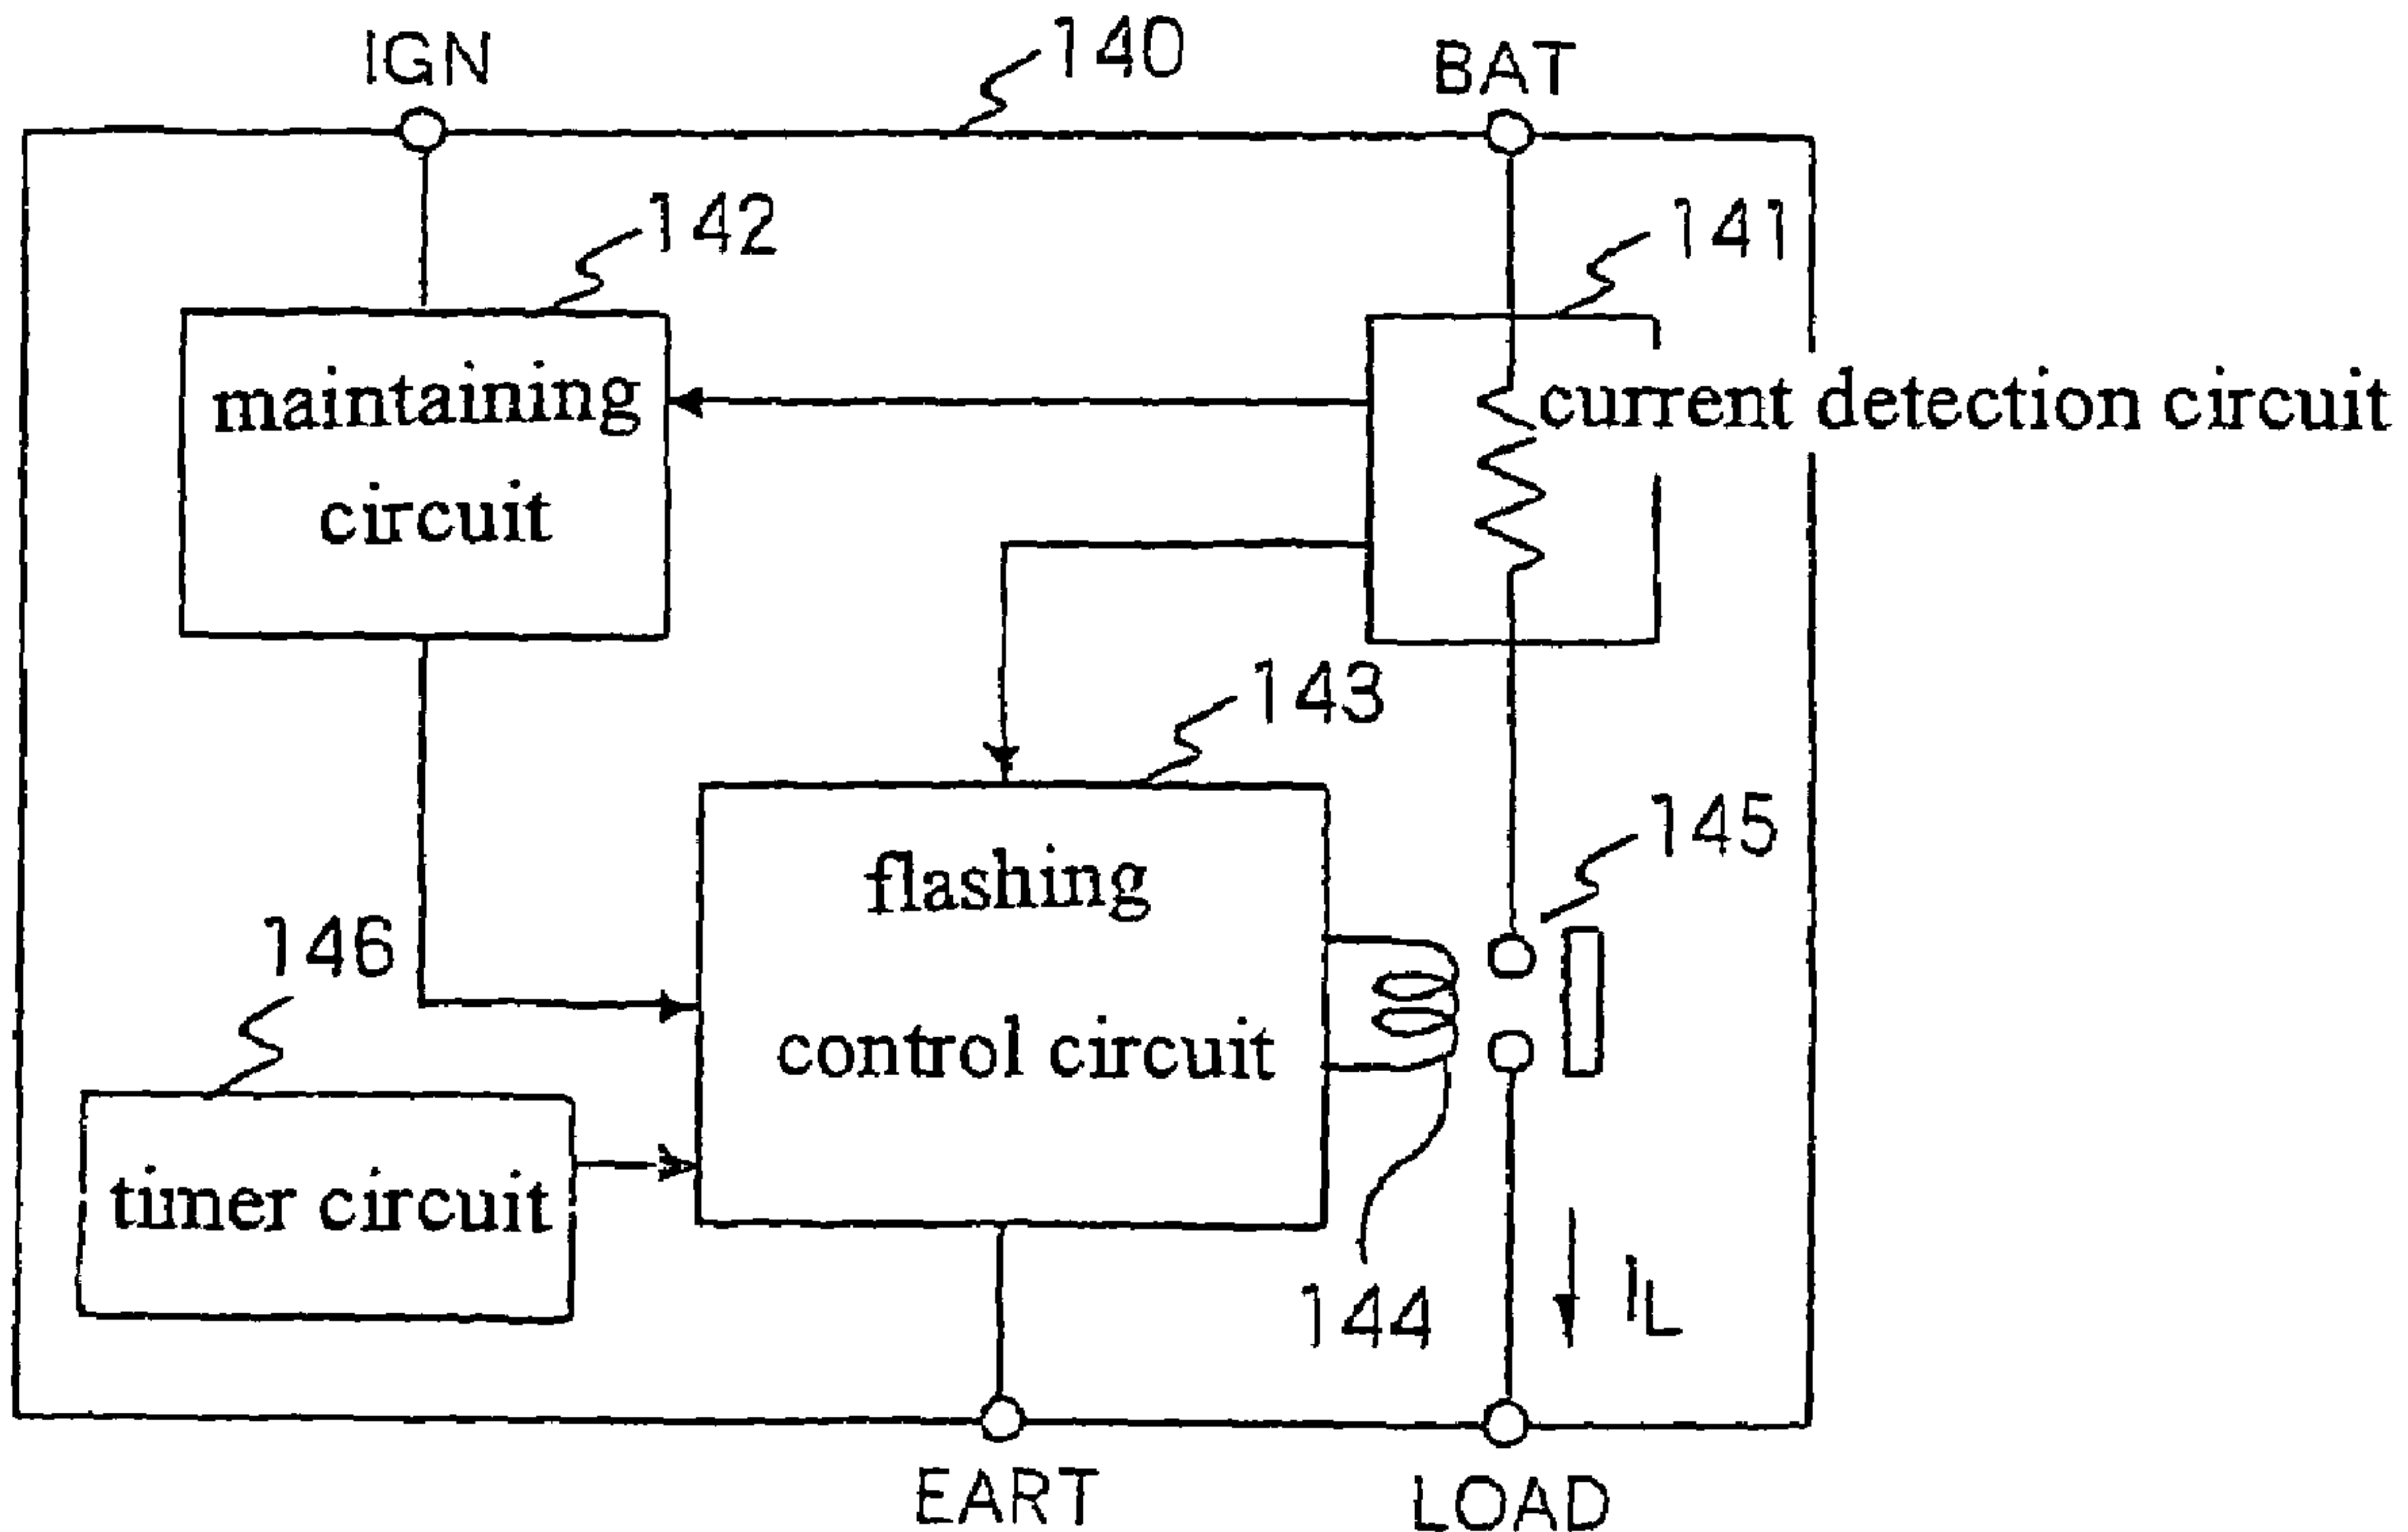 IGN
140
BAT
142
141
maintaining
circuit
current detection circuit
143
145
flashing
control circuit
146
timer circuit
144
IL
EART
LOAD